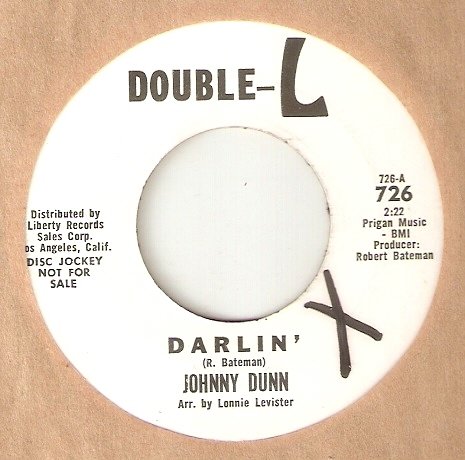 DOUBLE-L
726-A
726
2:22
Prigan Music
- BMI
Producer:
Robert Bateman
Distributed by
Liberty Records
Sales Corp.
os Angeles, Calif.
DISC JOCKEY
NOT FOR
SALE
DARLIN'
(R. Bateman)
JOHNNY DUNN
Arr. by Lonnie Levister
X